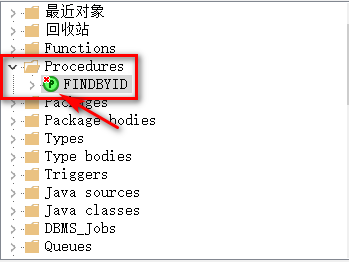 最近对象
回收站
Functions
Procedures
FINDBYID
Packages
Package bodies
Types
Type bodies
Triggers
Java sources
Java classes
DBMS_Jobs
Queues